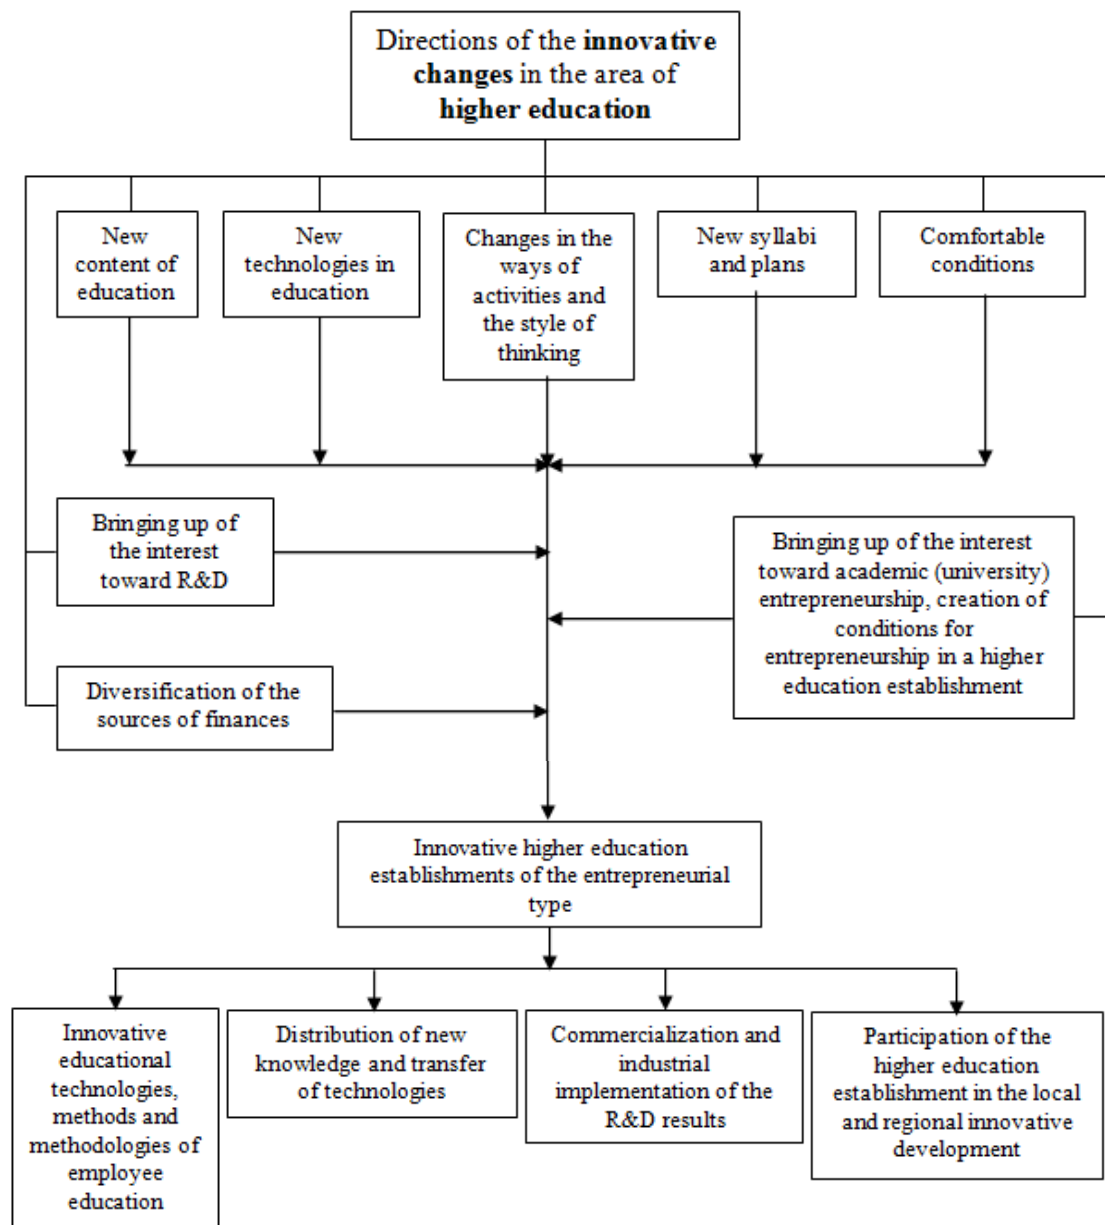 Directions of the innovative
changes in the area of
higher education
New
content of
education
New
technologies in
education
Changes in the
ways of
activities and
the style of
thinking
New syllabi
and plans
Comfortable
conditions
Bringing up of
the interest
toward R&D
Bringing up of the interest
toward academic (university)
entrepreneurship, creation of
conditions for
entrepreneurship in a higher
education establishment
Diversification of the
sources of finances
Innovative higher education
establishments of the entrepreneurial
type
Innovative
educational
technologies,
methods and
methodologies of
employee
education
Distribution of new
knowledge and transfer
of technologies
Commercialization and
industrial
implementation of the
R&D results
Participation of the
higher education
establishment in the local
and regional innovative
development